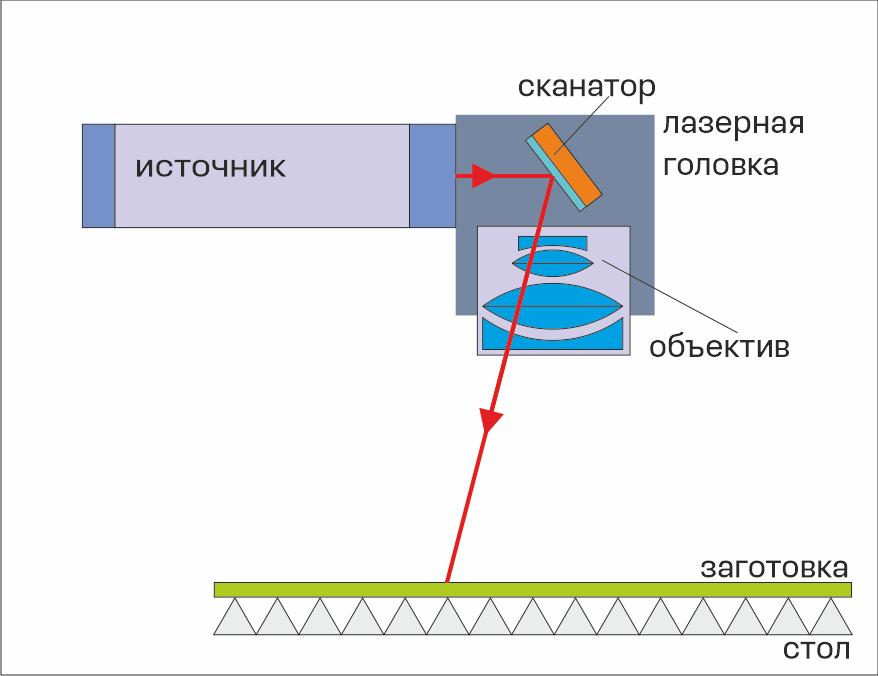 сканатор
лазерная
головка
источник
объектив
заготовка
стол